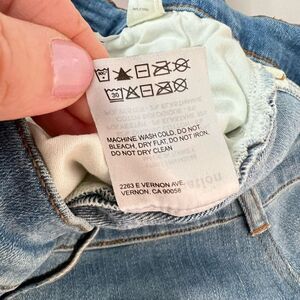 30
MACHINE WASH COLD. DO NOT
BLEACH, DRY FLAT, DO NOT IRON,
DO NOT DRY CLEAN
2263 E VERNON AVE,
VERNON, CA 90058